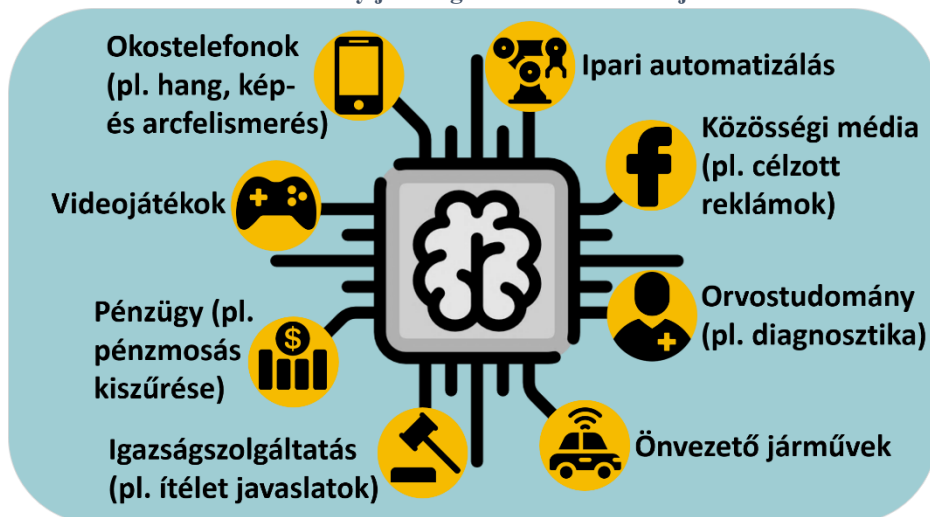 Okostelefonok
(pl. hang, kép-
és arcfelismerés)
Ipari automatizálás
Közösségi média
(pl. célzott
reklámok)
Videojátékok
Orvostudomány
(pl. diagnosztika)
Pénzügy (pl.
pénzmosás
kiszűrése)
$
Igazságszolgáltatás
(pl. ítélet javaslatok)
Önvezető járművek